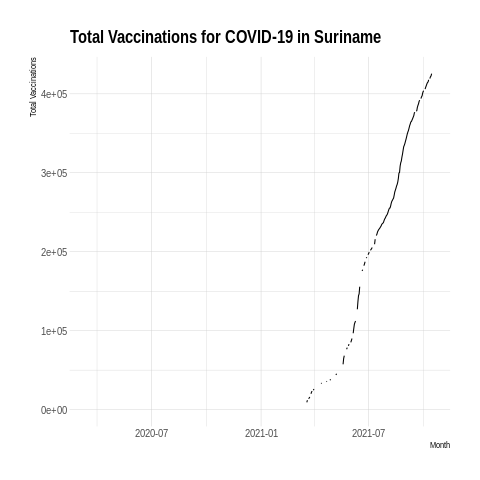 Total Vaccinations for COVID-19 in Suriname
Total Vaccinations
4e+05
3e+05
2e+05
1e+05
0e+00
2020-07
2021-01
2021-07
Month